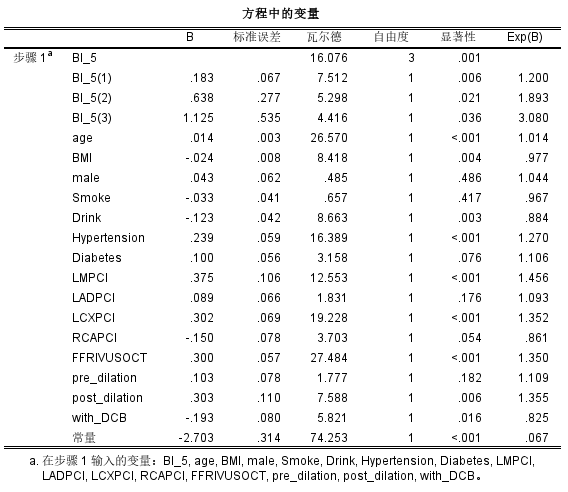 方程中的变量
B 标准误差 瓦尔德 自由度 显著性 Exp(B)
步骤 1a BI_5 16.076 3 .001
BI_5(1) .183 .067 7.512 1 .006 1.200
BI_5(2) .638 .277 5.298 1 .021 1.893
BI_5(3) 1.125 .535 4.416 1 .036 3.080
age .014 .003 26.570 1 <.001 1.014
BMI -.024 .008 8.418 1 .004 .977
male .043 .062 .485 1 .486 1.044
Smoke -.033 .041 .657 1 .417 .967
Drink -.123 .042 8.663 1 .003 .884
Hypertension .239 .059 16.389 1 <.001 1.270
Diabetes .100 .056 3.158 1 .076 1.106
LMPCI .375 .106 12.553 1 <.001 1.456
LADPCI .089 .066 1.831 1 .176 1.093
LCXPCI .302 .069 19.228 1 <.001 1.352
RCAPCI -.150 .078 3.703 1 .054 .861
FFRIVUSOCT .300 .057 27.484 1 <.001 1.350
pre_dilation .103 .078 1.777 1 .182 1.109
post_dilation .303 .110 7.588 1 .006 1.355
with_DCB -.193 .080 5.821 1 .016 .825
常量 -2.703 .314 74.253 1 <.001 .067
a. 在步骤 1 输入的变量：BI_5, age, BMI, male, Smoke, Drink, Hypertension, Diabetes, LMPCI,
LADPCI, LCXPCI, RCAPCI, FFRIVUSOCT, pre_dilation, post_dilation, with_DCB。